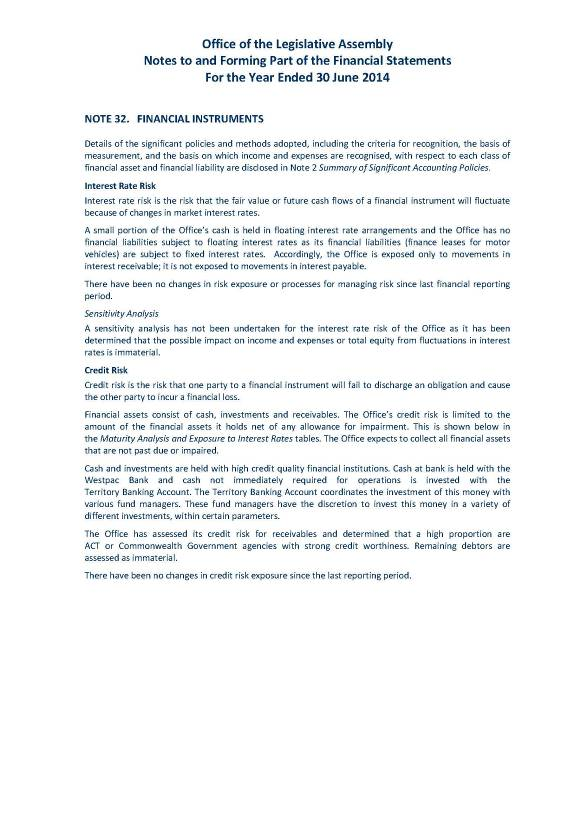 Office of the Legislative Assembly
Notes to and Forming Part of the Financial Statements
For the Year Ended 30 June 2014
NOTE 32. FINANCIAL INSTRUMENTS
Details of the significant policies and methods adopted, including the criteria for recognition, the basis of
measurement, and the basis on which income and expenses are recognised, with respect to each class of
financial asset and financial liability are disclosed in Note 2 Summary of Significant Accounting Policies.
Interest Rate Risk
Interest rate risk is the risk that the fair value or future cash flows of a financial instrument will fluctuate
because of changes in market interest rates.
A small portion of the Office's cash is held in floating interest rate arrangements and the Office has no
financial liabilities subject to floating interest rates as its financial liabilities (finance leases for motor
vehicles) are subject to fixed interest rates. Accordingly, the Office is exposed only to movements in
interest receivable; it is not exposed to movements in interest payable.
There have been no changes in risk exposure or processes for managing risk since last financial reporting
period.
Sensitivity Analysis
A sensitivity analysis has not been undertaken for the interest rate risk of the Office as it has been
determined that the possible impact on income and expenses or total equity from fluctuations in interest
rates is immaterial.
Credit Risk
Credit risk is the risk that one party to a financial instrument will fail to discharge an obligation and cause
the other party to incur a financial loss.
Financial assets consist of cash, investments and receivables. The Office's credit risk is limited to the
amount of the financial assets it holds net of any allowance for impairment. This is shown below in
the Maturity Analysis and Exposure to Interest Rates tables. The Office expects to collect all financial assets
that are not past due or impaired.
Cash and investments are held with high credit quality financial institutions. Cash at bank is held with the
Westpac Bank and cash not immediately required for operations is invested with the
Territory Banking Account. The Territory Banking Account coordinates the investment of this money with
various fund managers. These fund managers have the discretion to invest this money in a variety of
different investments, within certain parameters.
The Office has assessed its credit risk for receivables and determined that a high proportion are
ACT or Commonwealth Government agencies with strong credit worthiness. Remaining debtors are
assessed as immaterial.
There have been no changes in credit risk exposure since the last reporting period.